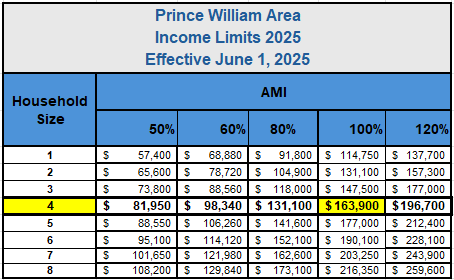 Prince William Area
Income Limits 2025
Effective June 1, 2025
Household Size AMI
50% 60% 80% 100% 120%
1 $ 57,400 $ 68,880 $ 91,800 $ 114,750 $ 137,700
2 $ 65,600 $ 78,720 $ 104,900 $ 131,100 $ 157,300
3 $ 73,800 $ 88,560 $ 118,000 $ 147,500 $ 177,000
4 $ 81,950 $ 98,340 $ 131,100 $ 163,900 $ 196,700
5 $ 88,550 $ 106,260 $ 141,600 $ 177,000 $ 212,400
6 $ 95,100 $ 114,120 $ 152,100 $ 190,100 $ 228,100
7 $ 101,650 $ 121,980 $ 162,600 $ 203,250 $ 243,900
8 $ 108,200 $ 129,840 $ 173,100 $ 216,350 $ 259,600